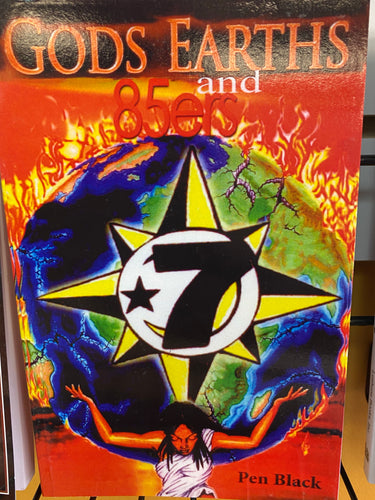 GODS EARTHS
and
85ers
7
Pen Black